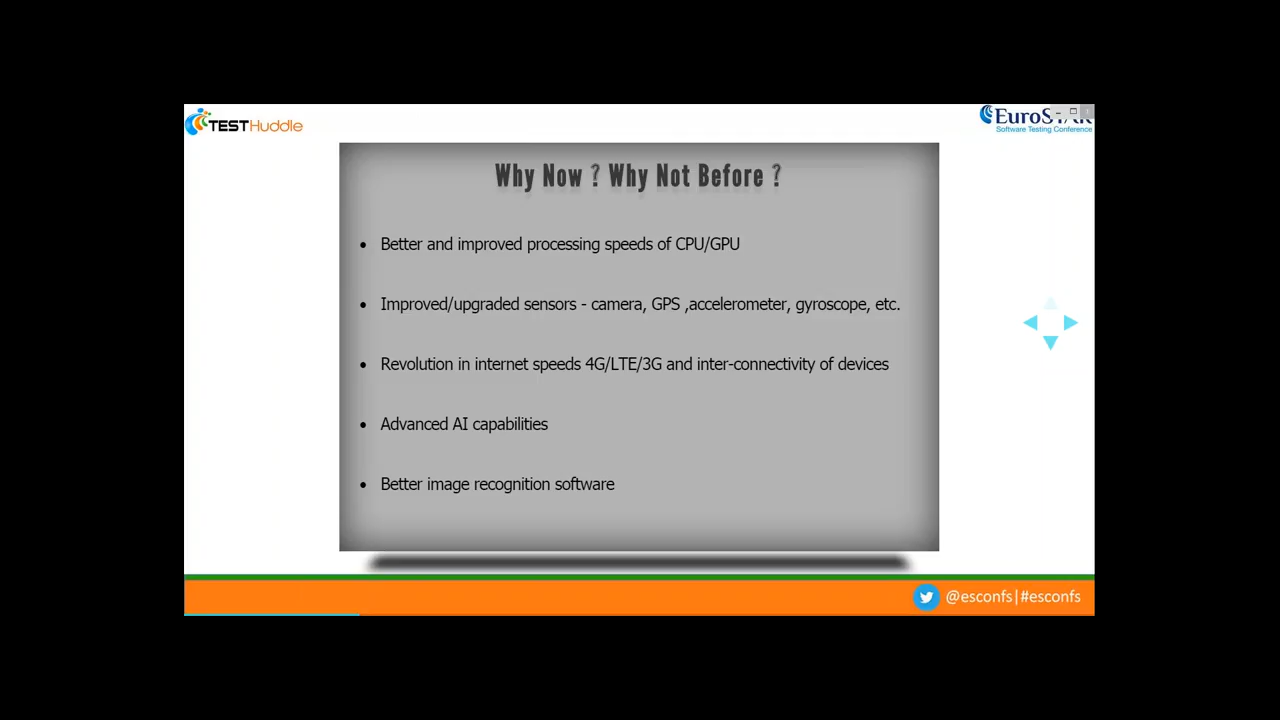 TESTHuddle
EuroSTAR
Software Testing Conference
Why Now ? Why Not Before ?
• Better and improved processing speeds of CPU/GPU
• Improved/upgraded sensors - camera, GPS ,accelerometer, gyroscope, etc.
• Revolution in internet speeds 4G/LTE/3G and inter-connectivity of devices
• Advanced AI capabilities
• Better image recognition software
@esconfs|#esconfs